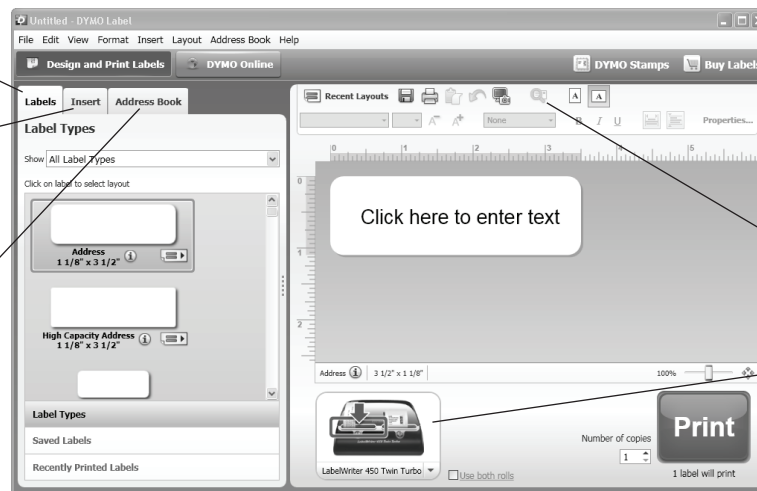 Untitled - DYMO Label
File Edit View Format Insert Layout Address Book Help
Design and Print Labels DYMO Online DYMO Stamps Buy Labels
Labels Insert Address Book
Label Types
Show All Label Types
Click on label to select layout
Address
1 1/8" x 3 1/2"
High Capacity Address
1 1/8" x 3 1/2"
Label Types
Saved Labels
Recently Printed Labels
Recent Layouts A A
A A None B I U Properties...
0 1 2 3 4 5
0
1
2
Click here to enter text
Address 3 1/2" x 1 1/8" 100%
LabelWriter 450 Twin Turbo
Use both rolls
Number of copies
1
Print
1 label will print